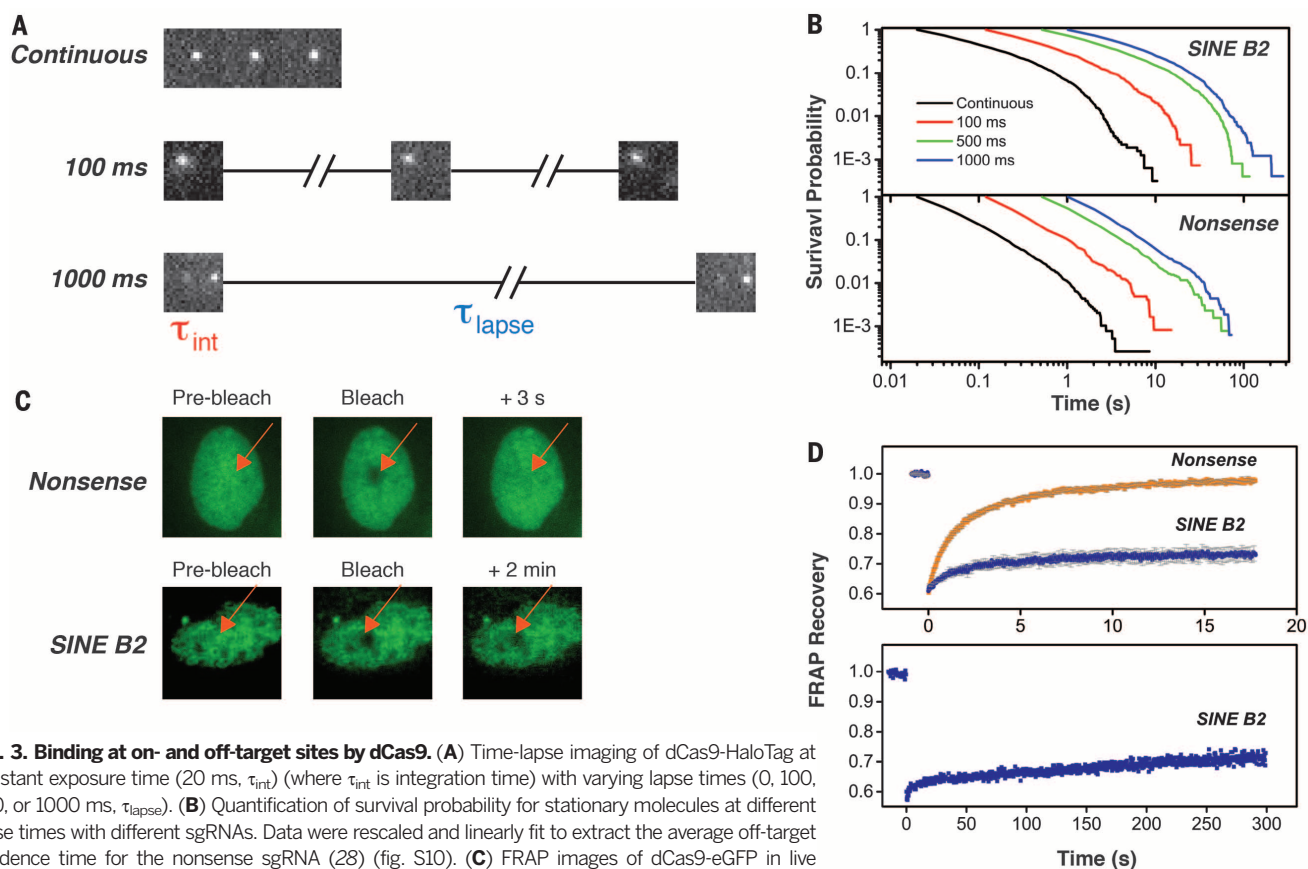 A
Continuous
100 ms
1000 ms
τint
τlapse
B
SINE B2
Continuous
100 ms
500 ms
1000 ms
1
0.1
0.01
1E-3
Nonsense
1
0.1
0.01
1E-3
Surivavl Probability
0.01 0.1 1 10 100
Time (s)
C
Pre-bleach Bleach + 3 s
Nonsense
Pre-bleach Bleach + 2 min
SINE B2
D
Nonsense
SINE B2
1.0
0.9
0.8
0.7
0.6
0 5 10 15 20
FRAP Recovery
SINE B2
1.0
0.9
0.8
0.7
0.6
0 50 100 150 200 250 300
Time (s)
. 3. Binding at on- and off-target sites by dCas9. (A) Time-lapse imaging of dCas9-HaloTag at
stant exposure time (20 ms, τint) (where τint is integration time) with varying lapse times (0, 100,
0, or 1000 ms, τlapse). (B) Quantification of survival probability for stationary molecules at different
se times with different sgRNAs. Data were rescaled and linearly fit to extract the average off-target
idence time for the nonsense sgRNA (28) (fig. S10). (C) FRAP images of dCas9-eGFP in live